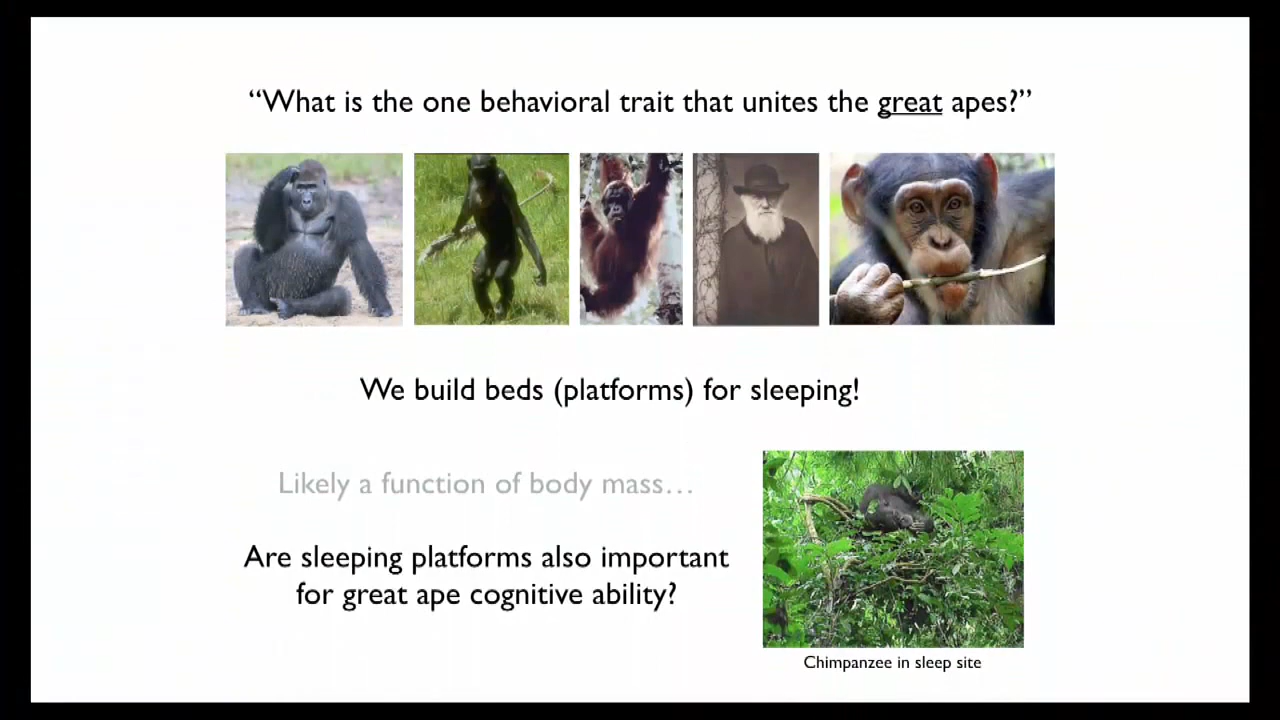 “What is the one behavioral trait that unites the great apes?”
We build beds (platforms) for sleeping!
Likely a function of body mass…
Are sleeping platforms also important
for great ape cognitive ability?
Chimpanzee in sleep site